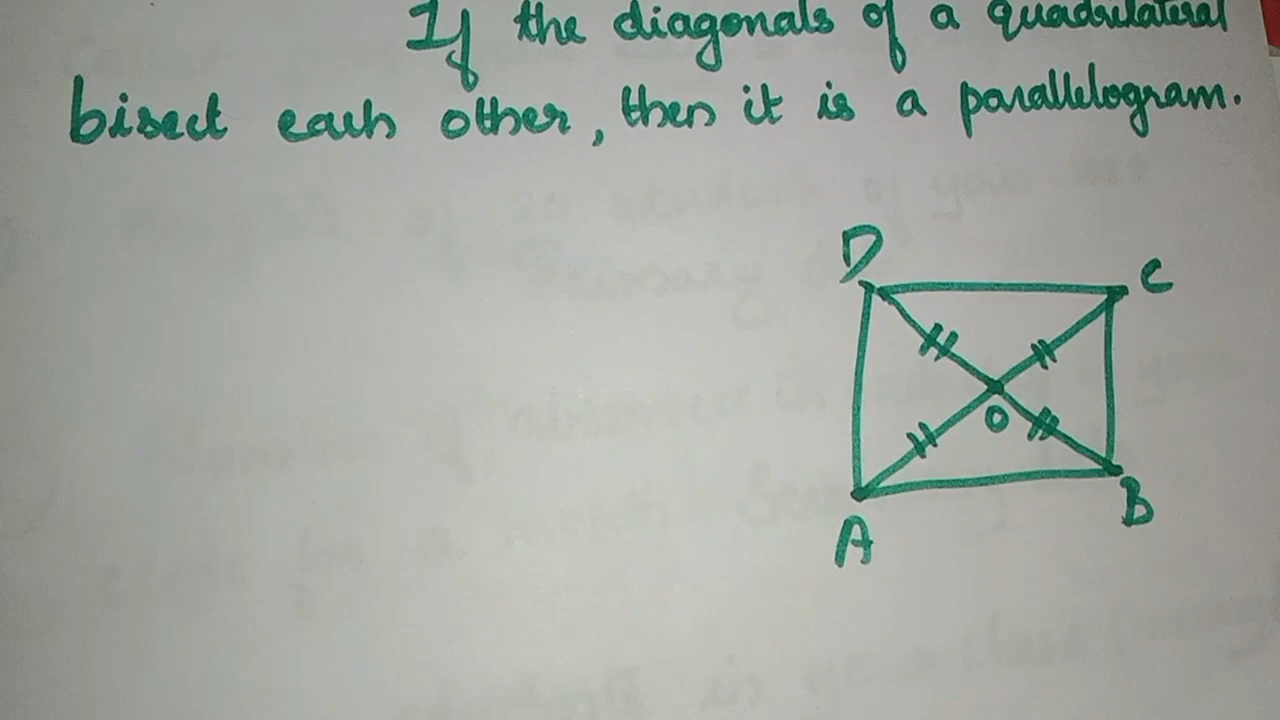 If the diagonals of a quadrilateral
bisect each other, then it is a parallelogram.
D
C
O
A
B